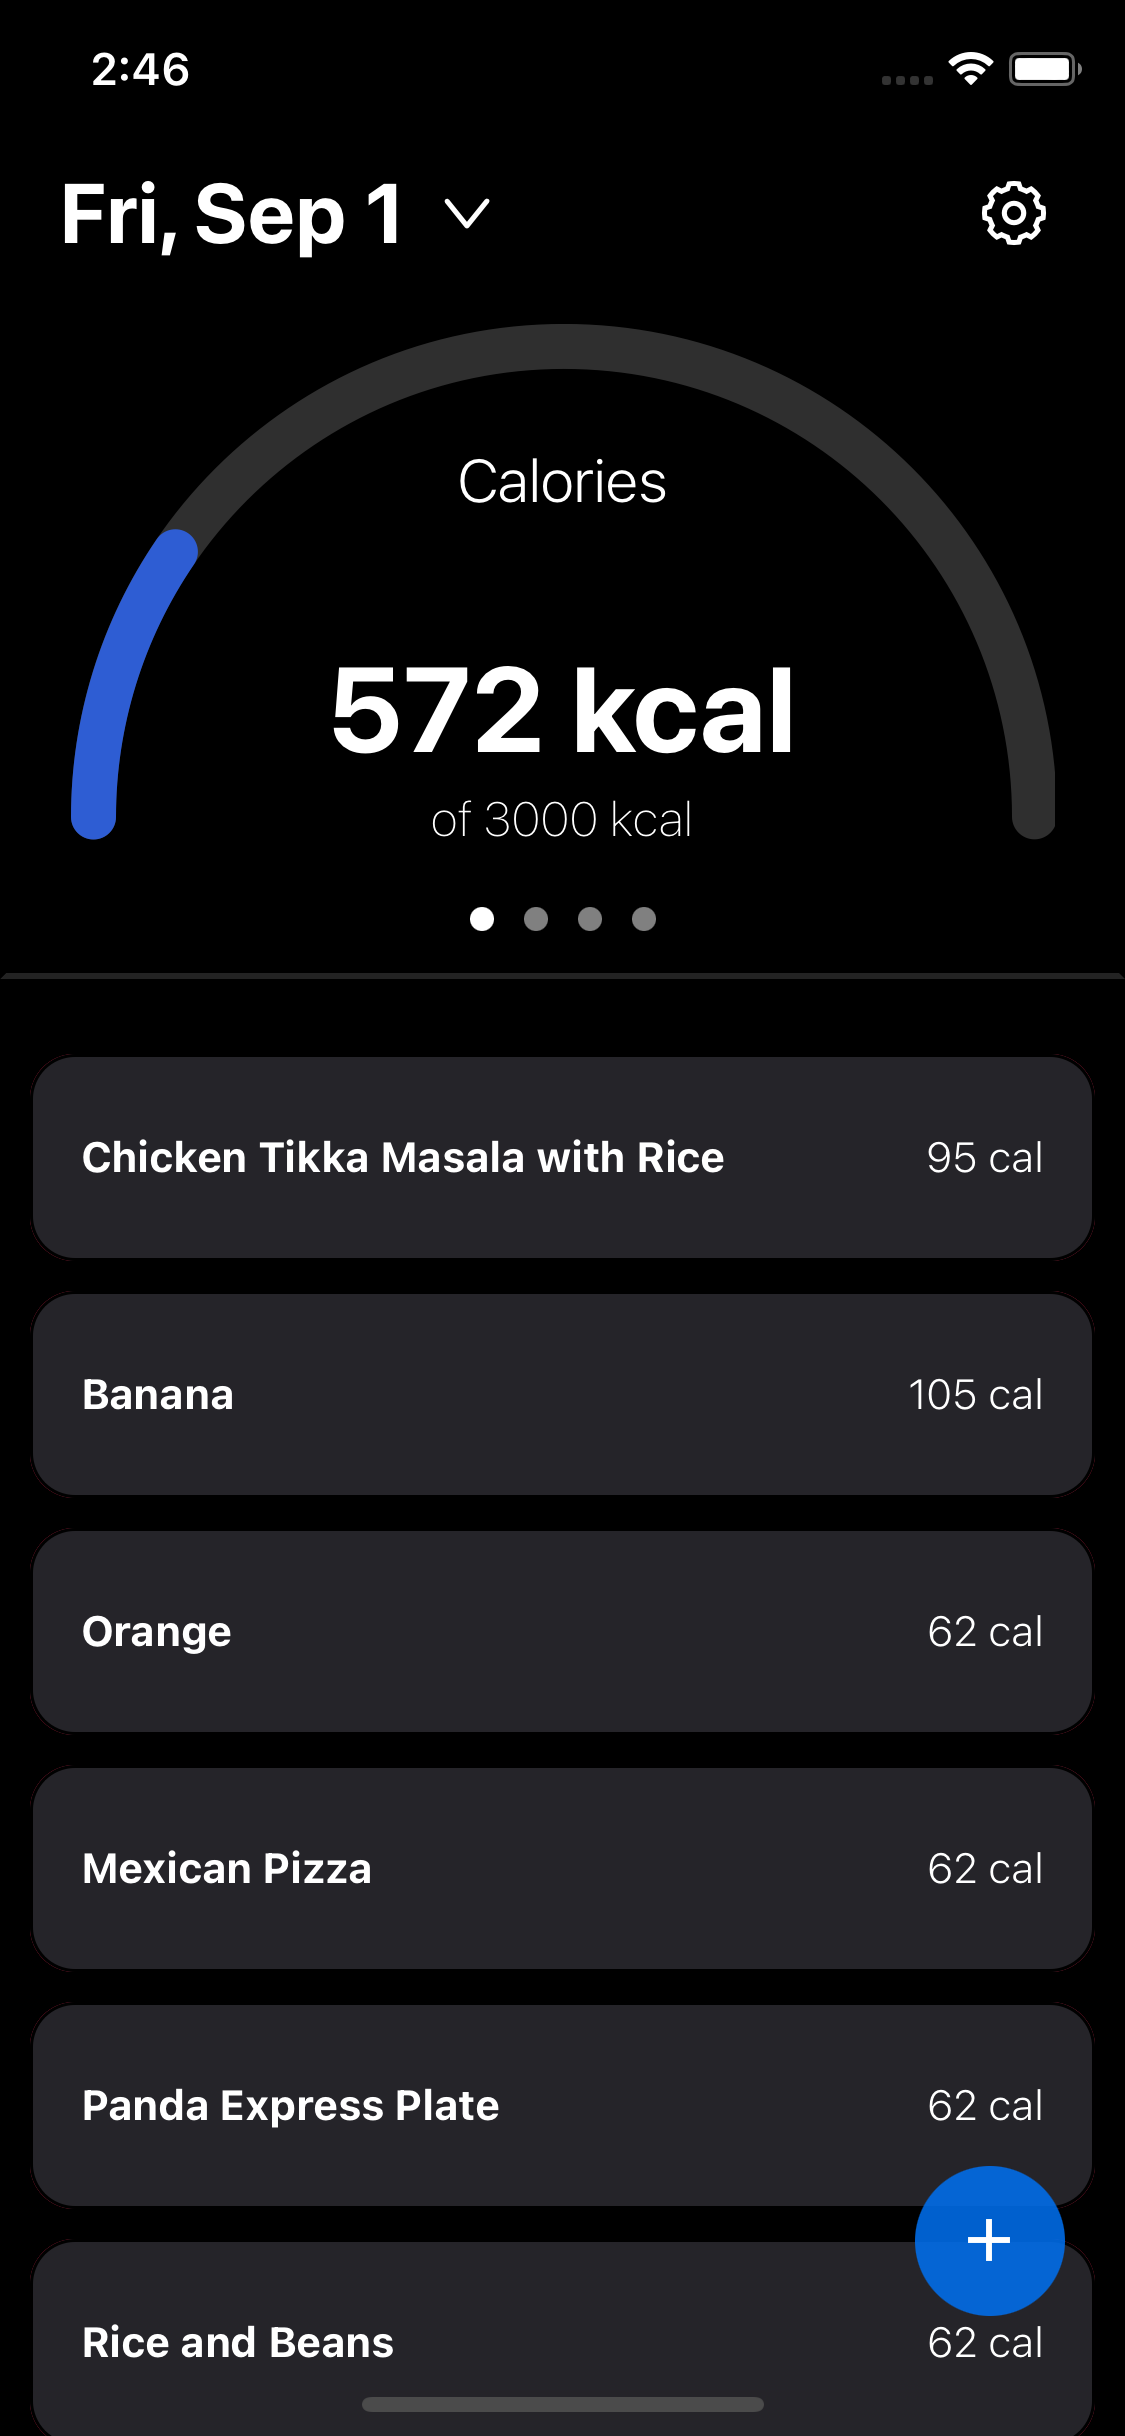 2:46
Fri, Sep 1
Calories
572 kcal
of 3000 kcal
Chicken Tikka Masala with Rice 95 cal
Banana 105 cal
Orange 62 cal
Mexican Pizza 62 cal
Panda Express Plate 62 cal
Rice and Beans 62 cal